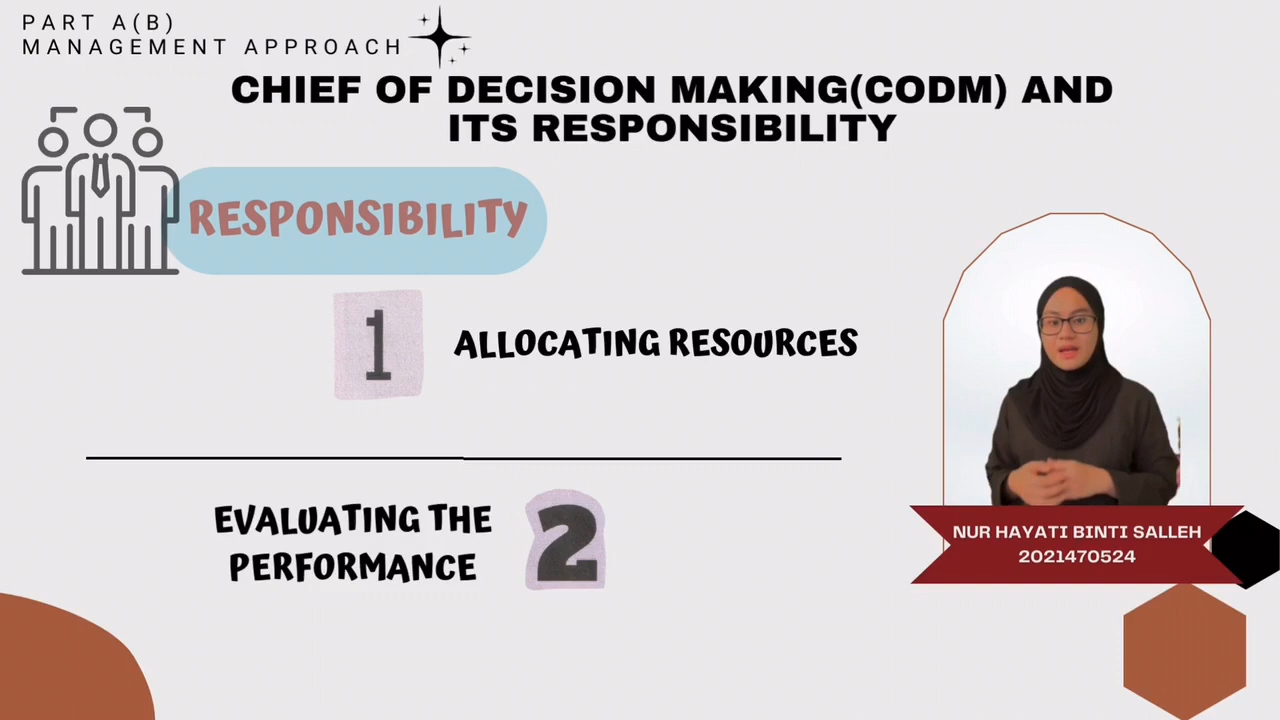 PART A(B)
MANAGEMENT APPROACH
CHIEF OF DECISION MAKING(CODM) AND
ITS RESPONSIBILITY
RESPONSIBILITY
1
ALLOCATING RESOURCES
EVALUATING THE
PERFORMANCE
2
NUR HAYATI BINTI SALLEH
2021470524